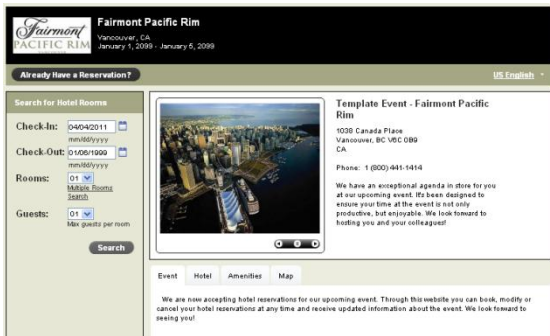 Fairmont
PACIFIC RIM
Fairmont Pacific Rim
Vancouver, CA
January 1, 2099 - January 5, 2099
Already Have a Reservation?
US English
Search for Hotel Rooms
Check-In: 04/04/2011
mm/dd/yyyy
Check-Out: 01/06/1999
mm/dd/yyyy
Rooms: 01
Multiple Rooms
Search
Guests: 01
Max guests per room
Search
Template Event - Fairmont Pacific
Rim
1038 Canada Place
Vancouver, BC V6C 0B9
CA
Phone: 1 (800) 441-1414
We have an exceptional agenda in store for you
at our upcoming event. It's been designed to
ensure your time at the event is not only
productive, but enjoyable. We look forward to
hosting you and your colleagues!
Event Hotel Amenities Map
We are now accepting hotel reservations for our upcoming event. Through this website you can book, modify or
cancel your hotel reservations at any time and receive updated information about the event. We look forward to
seeing you!